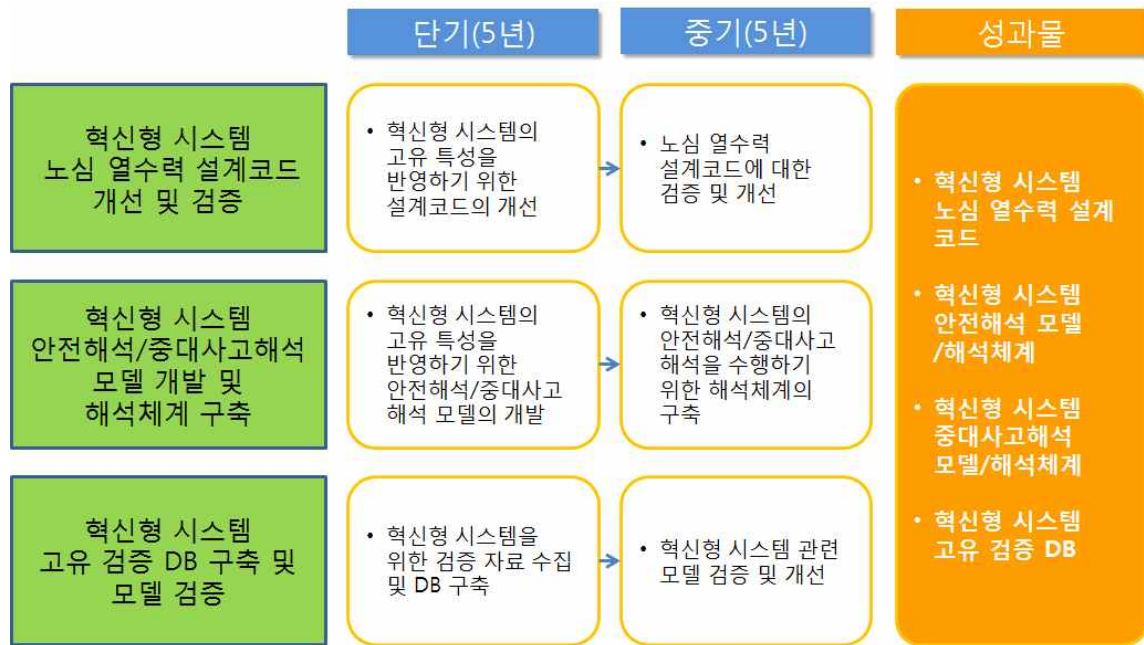 단기(5년)
중기(5년)
성과물
혁신형 시스템
노심 열수력 설계코드
개선 및 검증
• 혁신형 시스템의
고유 특성을
반영하기 위한
설계코드의 개선
• 노심 열수력
설계코드에 대한
검증 및 개선
혁신형 시스템
안전해석/중대사고해석
모델 개발 및
해석체계 구축
• 혁신형 시스템의
고유 특성을
반영하기 위한
안전해석/중대사고
해석 모델의 개발
• 혁신형 시스템의
안전해석/중대사고
해석을 수행하기
위한 해석체계의
구축
혁신형 시스템
고유 검증 DB 구축 및
모델 검증
• 혁신형 시스템을
위한 검증 자료 수집
및 DB 구축
• 혁신형 시스템 관련
모델 검증 및 개선
• 혁신형 시스템
노심 열수력 설계
코드
• 혁신형 시스템
안전해석 모델
/해석체계
• 혁신형 시스템
중대사고해석
모델/해석체계
• 혁신형 시스템
고유 검증 DB